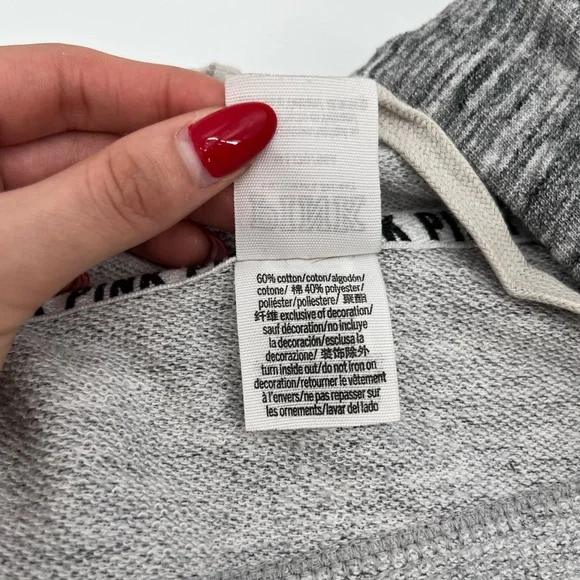 PINK
K PI
PINK
60% cotton/coton/algodón/
cotone/ 棉 40% polyester/
poliéster/poliestere/ 聚酯
纤维 exclusive of decoration/
sauf décoration/no incluye
la decoración/esclusa la
decorazione/ 装饰除外
turn inside out/do not iron on
decoration/retourner le vêtement
à l'envers/ne pas repasser sur
les ornements/lavar del lado